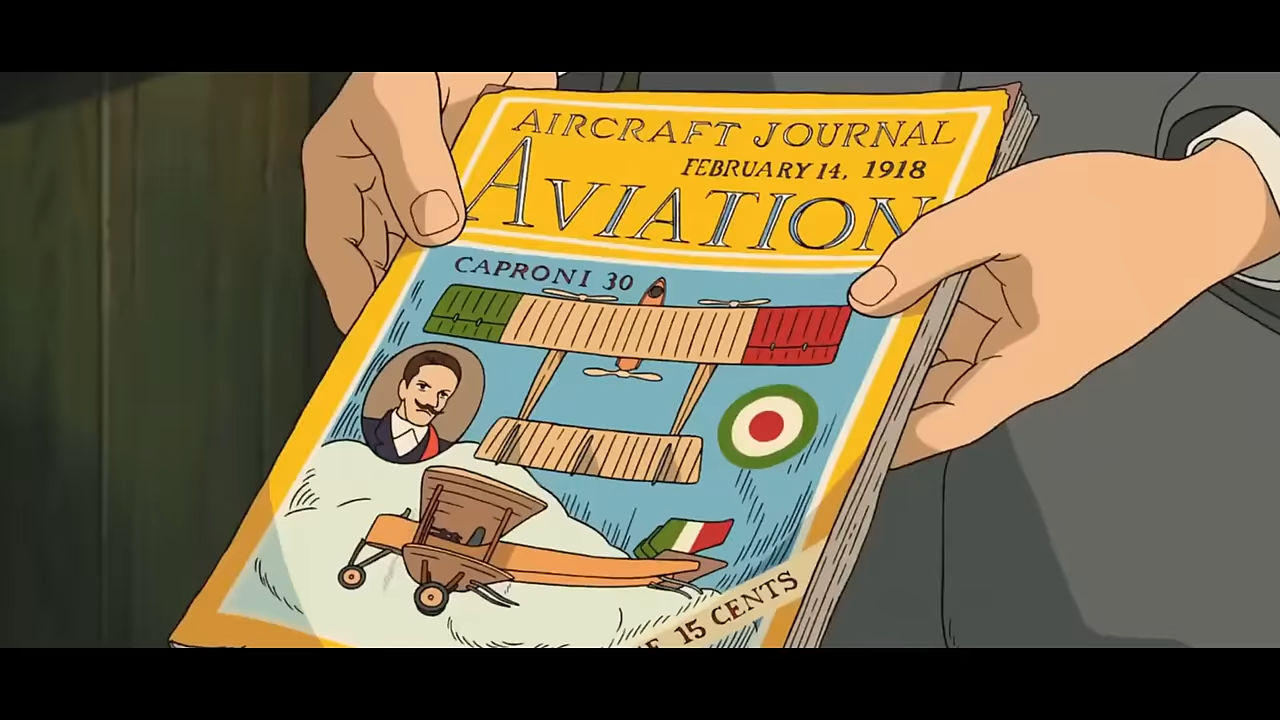 AIRCRAFT JOURNAL
FEBRUARY 14, 1918
AVIATION
CAPRONI 30
15 CENTS